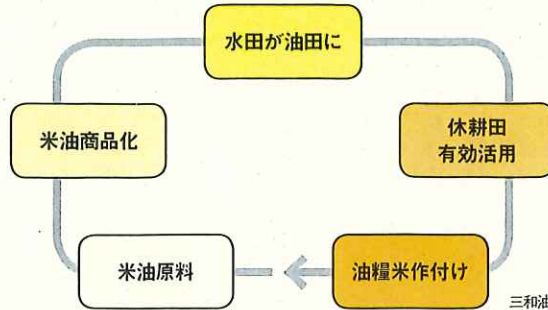 水田が油田に
米油商品化
休耕田
有効活用
米油原料
油糧米作付け
三和油